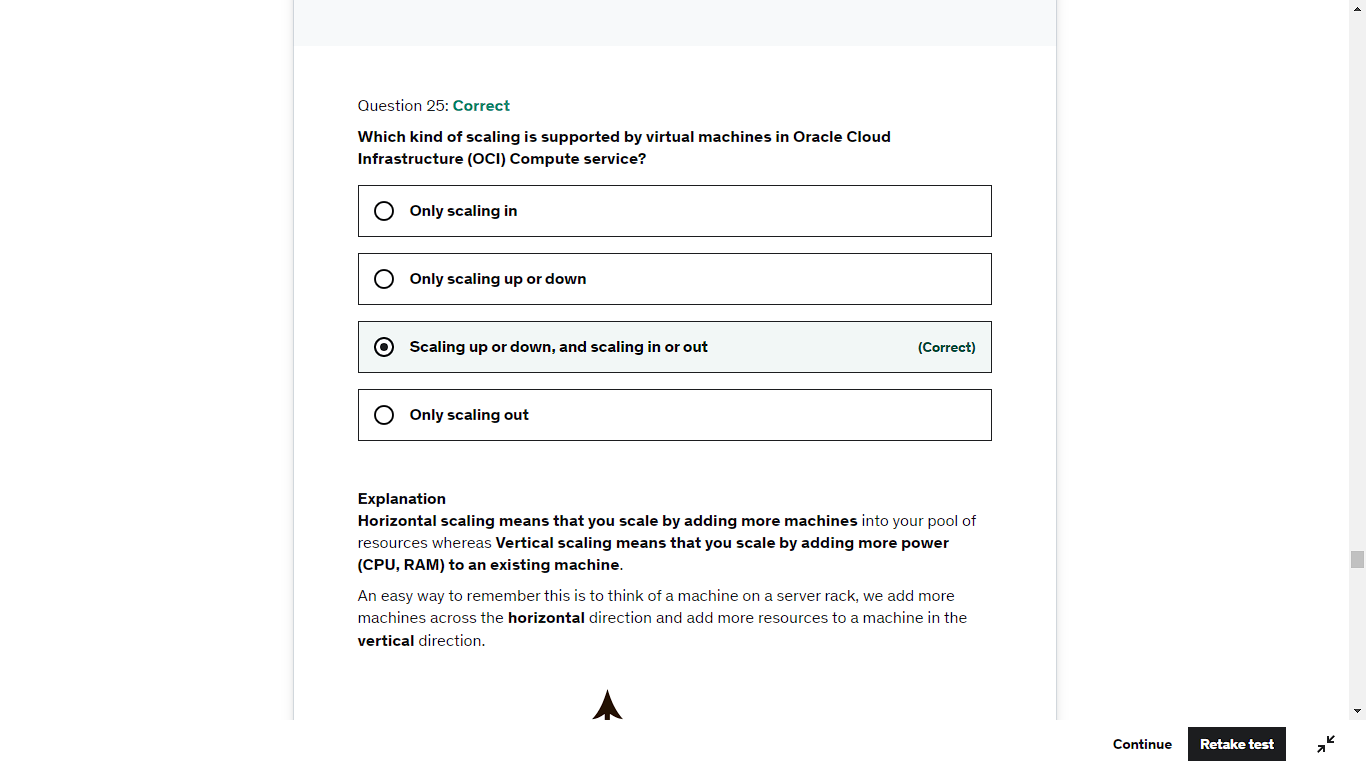 Question 25: Correct
Which kind of scaling is supported by virtual machines in Oracle Cloud
Infrastructure (OCI) Compute service?
Only scaling in
Only scaling up or down
Scaling up or down, and scaling in or out (Correct)
Only scaling out
Explanation
Horizontal scaling means that you scale by adding more machines into your pool of
resources whereas Vertical scaling means that you scale by adding more power
(CPU, RAM) to an existing machine.
An easy way to remember this is to think of a machine on a server rack, we add more
machines across the horizontal direction and add more resources to a machine in the
vertical direction.
Continue Retake test